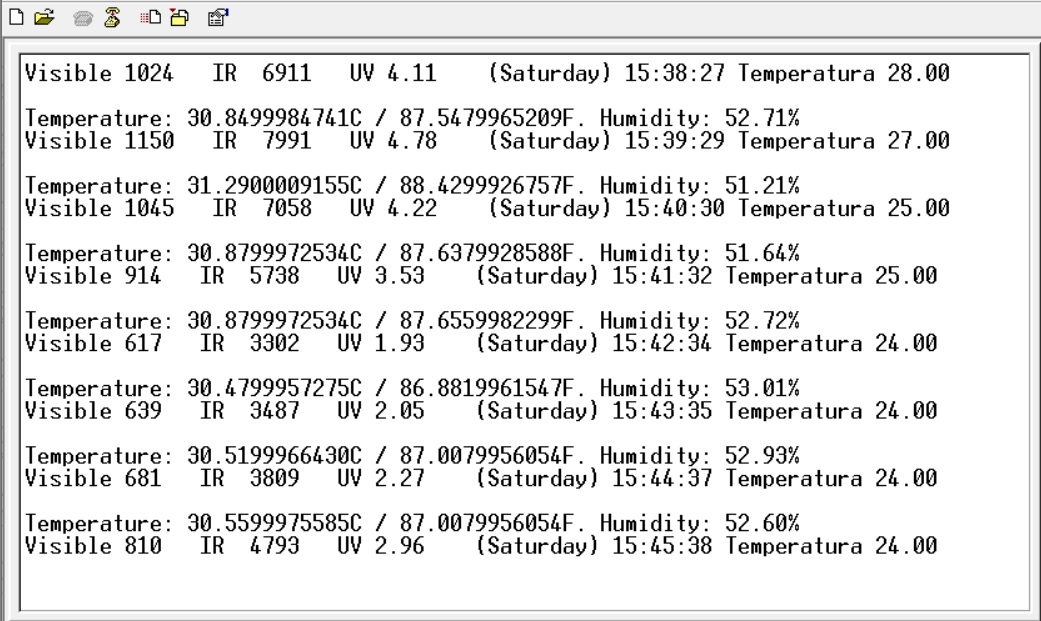 Visible 1024   IR  6911   UV 4.11    (Saturday) 15:38:27 Temperatura 28.00
Temperature: 30.8499984741C / 87.5479965209F. Humidity: 52.71%
Visible 1150   IR  7991   UV 4.78    (Saturday) 15:39:29 Temperatura 27.00
Temperature: 31.2900009155C / 88.4299926757F. Humidity: 51.21%
Visible 1045   IR  7058   UV 4.22    (Saturday) 15:40:30 Temperatura 25.00
Temperature: 30.8799972534C / 87.6379928588F. Humidity: 51.64%
Visible 914   IR  5738   UV 3.53    (Saturday) 15:41:32 Temperatura 25.00
Temperature: 30.8799972534C / 87.6559982299F. Humidity: 52.72%
Visible 617   IR  3302   UV 1.93    (Saturday) 15:42:34 Temperatura 24.00
Temperature: 30.4799957275C / 86.8819961547F. Humidity: 53.01%
Visible 639   IR  3487   UV 2.05    (Saturday) 15:43:35 Temperatura 24.00
Temperature: 30.5199966430C / 87.0079956054F. Humidity: 52.93%
Visible 681   IR  3809   UV 2.27    (Saturday) 15:44:37 Temperatura 24.00
Temperature: 30.5599975585C / 87.0079956054F. Humidity: 52.60%
Visible 810   IR  4793   UV 2.96    (Saturday) 15:45:38 Temperatura 24.00